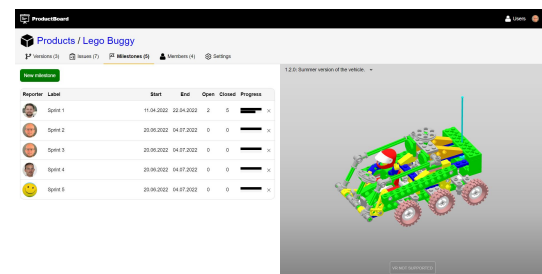 ProductBoard
Users
Products / Lego Buggy
Versions (3) Issues (7) Milestones (5) Members (4) Settings
New milestone
1.2.0: Summer version of the vehicle.
Reporter Label Start End Open Closed Progress
Sprint 1 11.04.2022 22.04.2022 2 5 ×
Sprint 2 20.06.2022 04.07.2022 0 0 ×
Sprint 3 20.06.2022 04.07.2022 0 0 ×
Sprint 4 20.06.2022 04.07.2022 0 0 ×
Sprint 5 20.06.2022 04.07.2022 0 0 ×